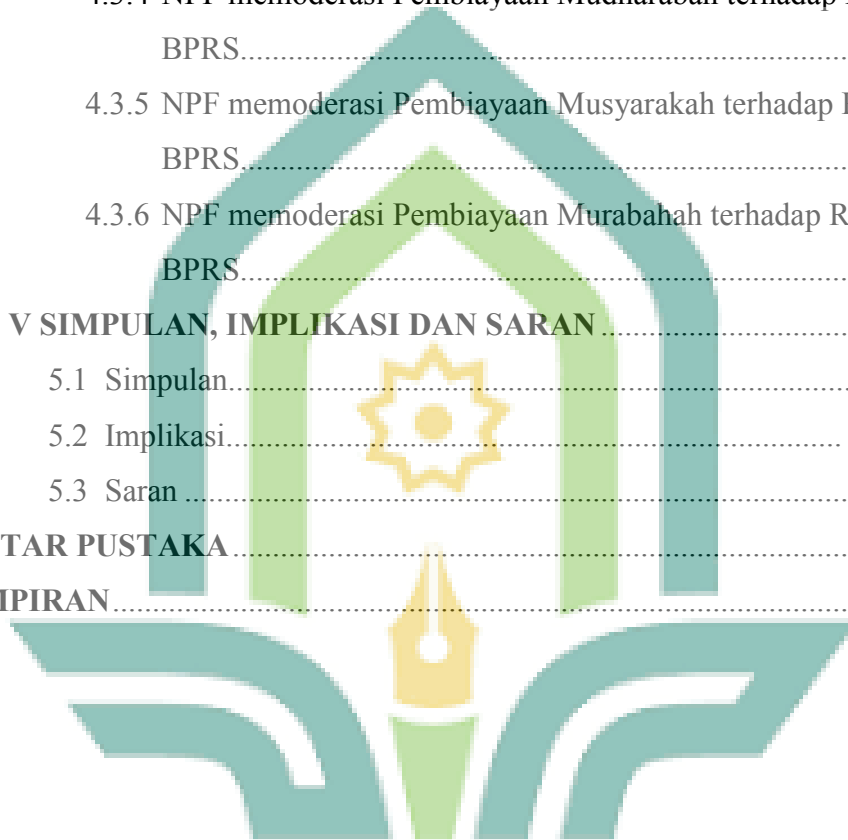 4.3.4 NPF memoderasi Pembiayaan Mudharabah terhadap
BPRS..........................................................................
4.3.5 NPF memoderasi Pembiayaan Musyarakah terhadap
BPRS..........................................................................
4.3.6 NPF memoderasi Pembiayaan Murabahah terhadap R
BPRS..........................................................................
V SIMPULAN, IMPLIKASI DAN SARAN..............................
5.1 Simpulan..........................................................................
5.2 Implikasi..........................................................................
5.3 Saran..........................................................................
TAR PUSTAKA..........................................................................
IPIRAN..........................................................................